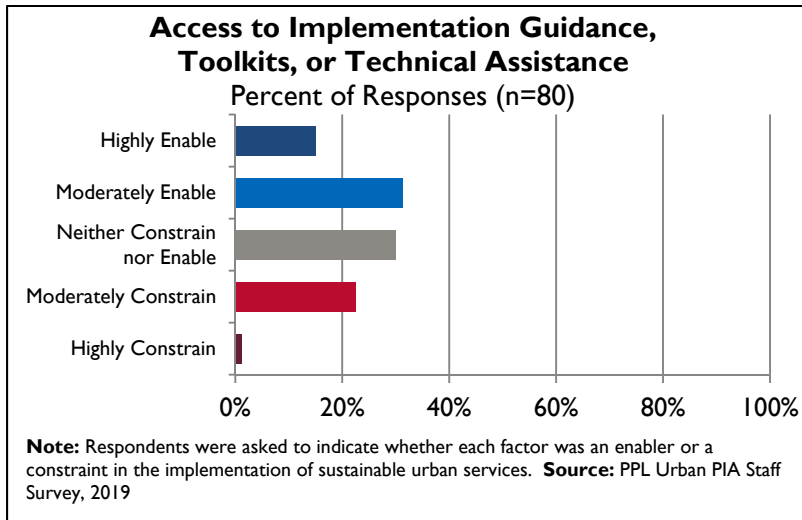 Access to Implementation Guidance,
Toolkits, or Technical Assistance
Percent of Responses (n=80)
Highly Enable
Moderately Enable
Neither Constrain
nor Enable
Moderately Constrain
Highly Constrain
0% 20% 40% 60% 80% 100%
Note: Respondents were asked to indicate whether each factor was an enabler or a
constraint in the implementation of sustainable urban services. Source: PPL Urban PIA Staff
Survey, 2019